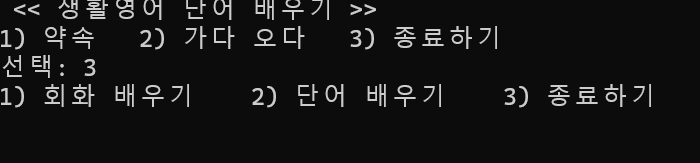 << 생활영어 단어 배우기 >>
1) 약속 2) 가다 오다 3) 종료하기
선택: 3
1) 회화 배우기 2) 단어 배우기 3) 종료하기